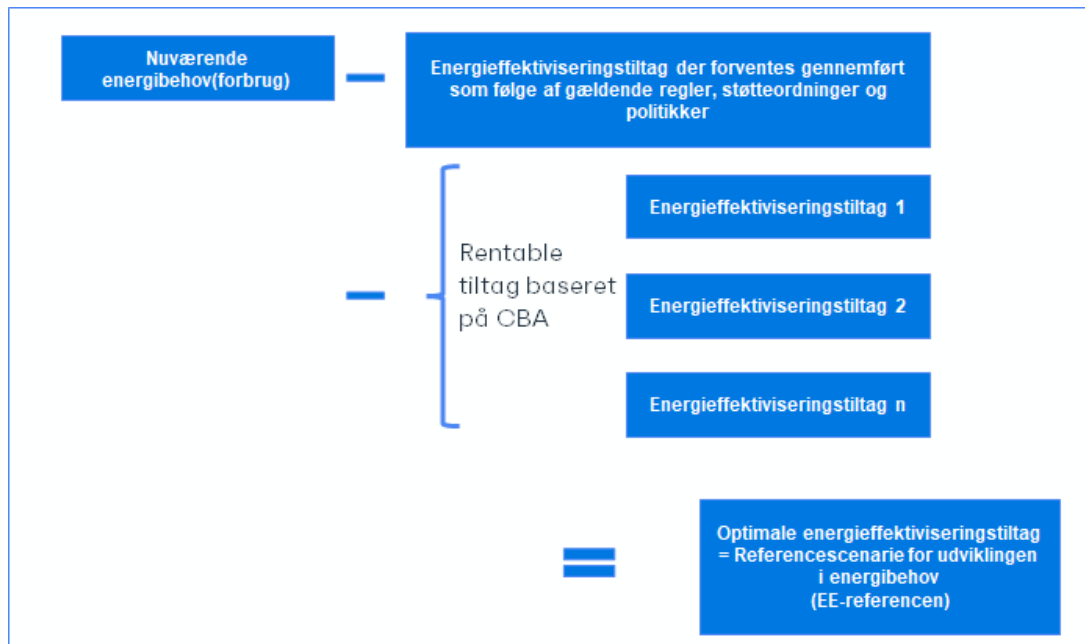 Nuværende
energibehov(forbrug)
Energieffektiviseringstiltag der forventes gennemført
som følge af gældende regler, støtteordninger og
politikker
Rentable
tiltag baseret
på CBA
Energieffektiviseringstiltag 1
Energieffektiviseringstiltag 2
Energieffektiviseringstiltag n
Optimale energieffektiviseringstiltag
= Referencescenarie for udviklingen
i energibehov
(EE-referencen)